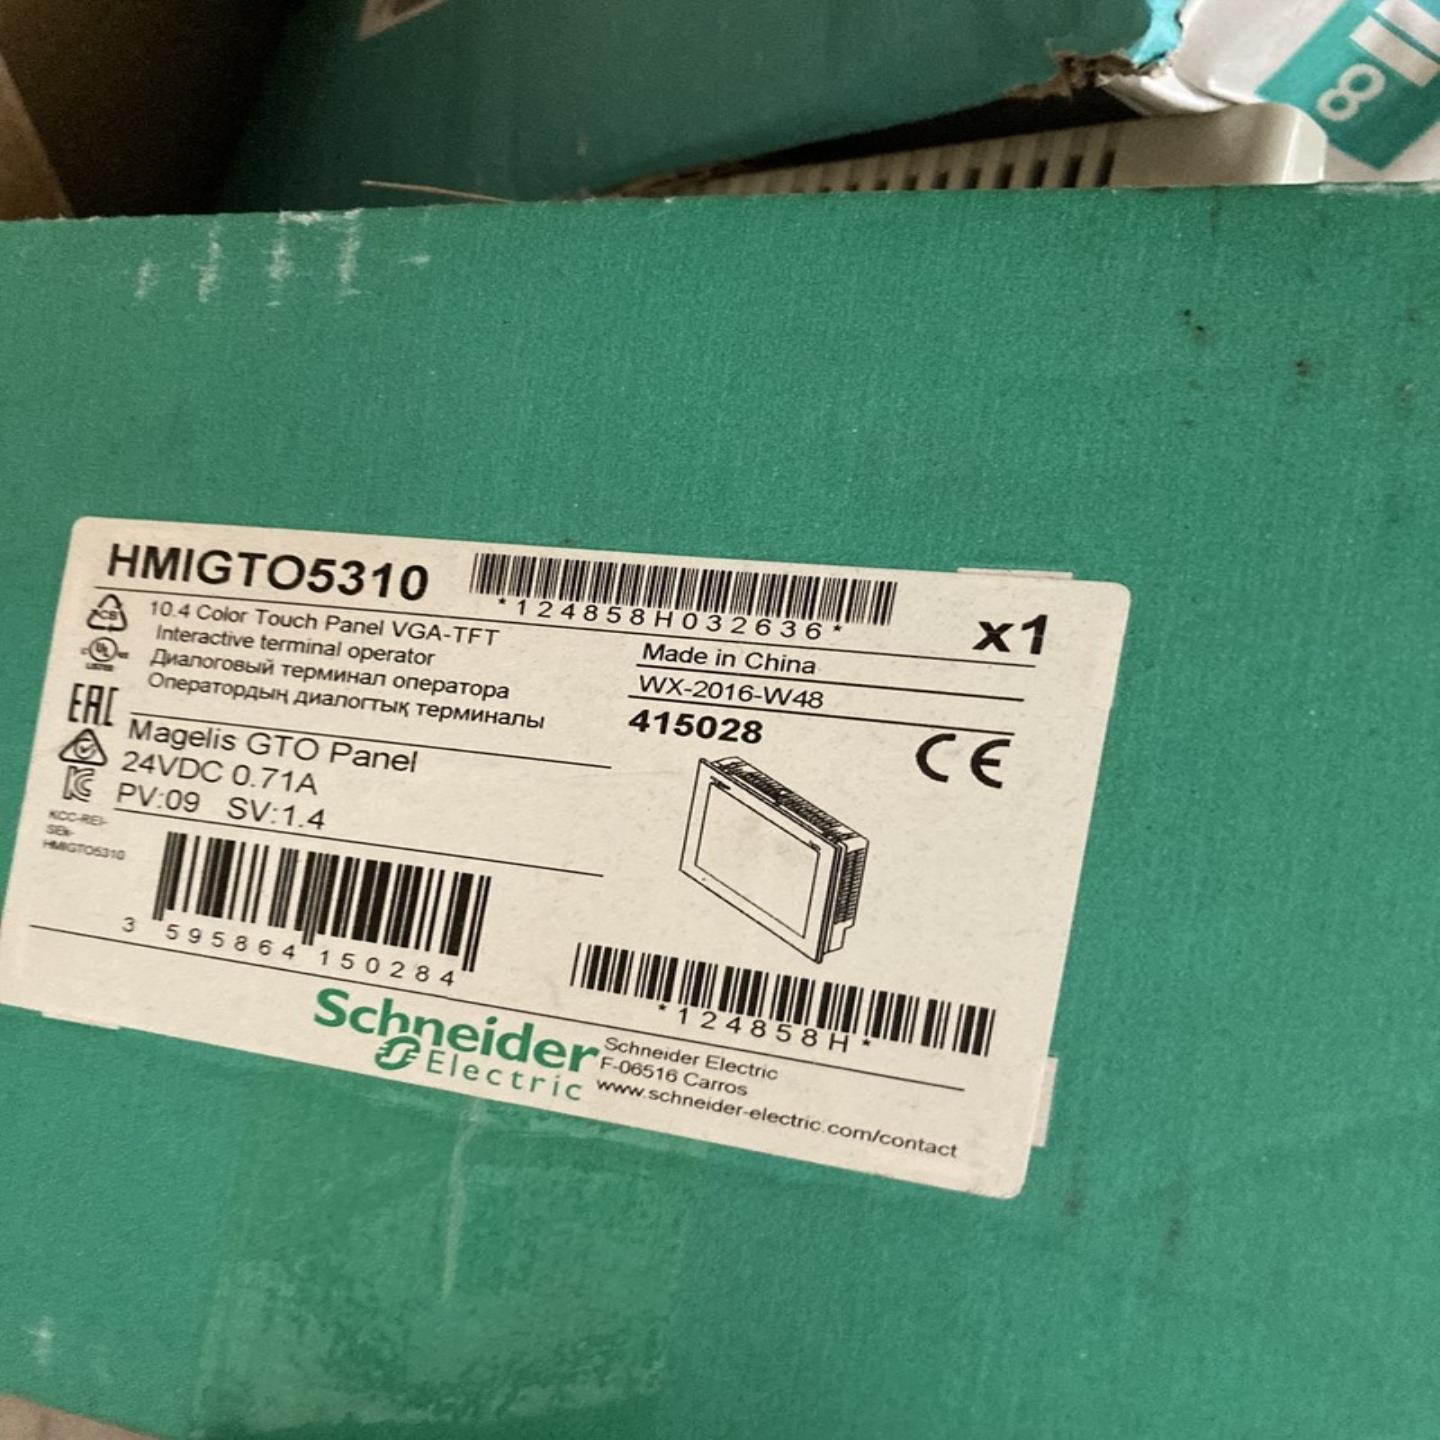 8
HMIGTO5310
*124858H032636*
x1
10.4 Color Touch Panel VGA-TFT
Interactive terminal operator
Диалоговый терминал оператора
Оператордың диалогтық терминалы
Made in China
WX-2016-W48
415028
CE
EAC
Magelis GTO Panel
24VDC 0.71A
PV:09 SV:1.4
KCC-REI-
SEk-
HMIGTO5310
3 595864 150284
*124858H*
Schneider
Electric
Schneider Electric
F-06516 Carros
www.schneider-electric.com/contact